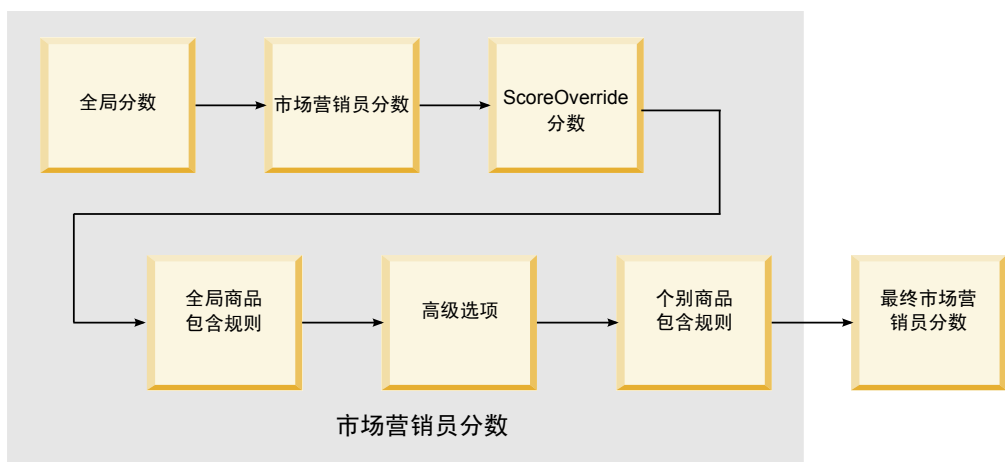 全局分数
市场营销员分数
ScoreOverride
分数
全局商品
包含规则
高级选项
个别商品
包含规则
最终市场营
销员分数
市场营销员分数